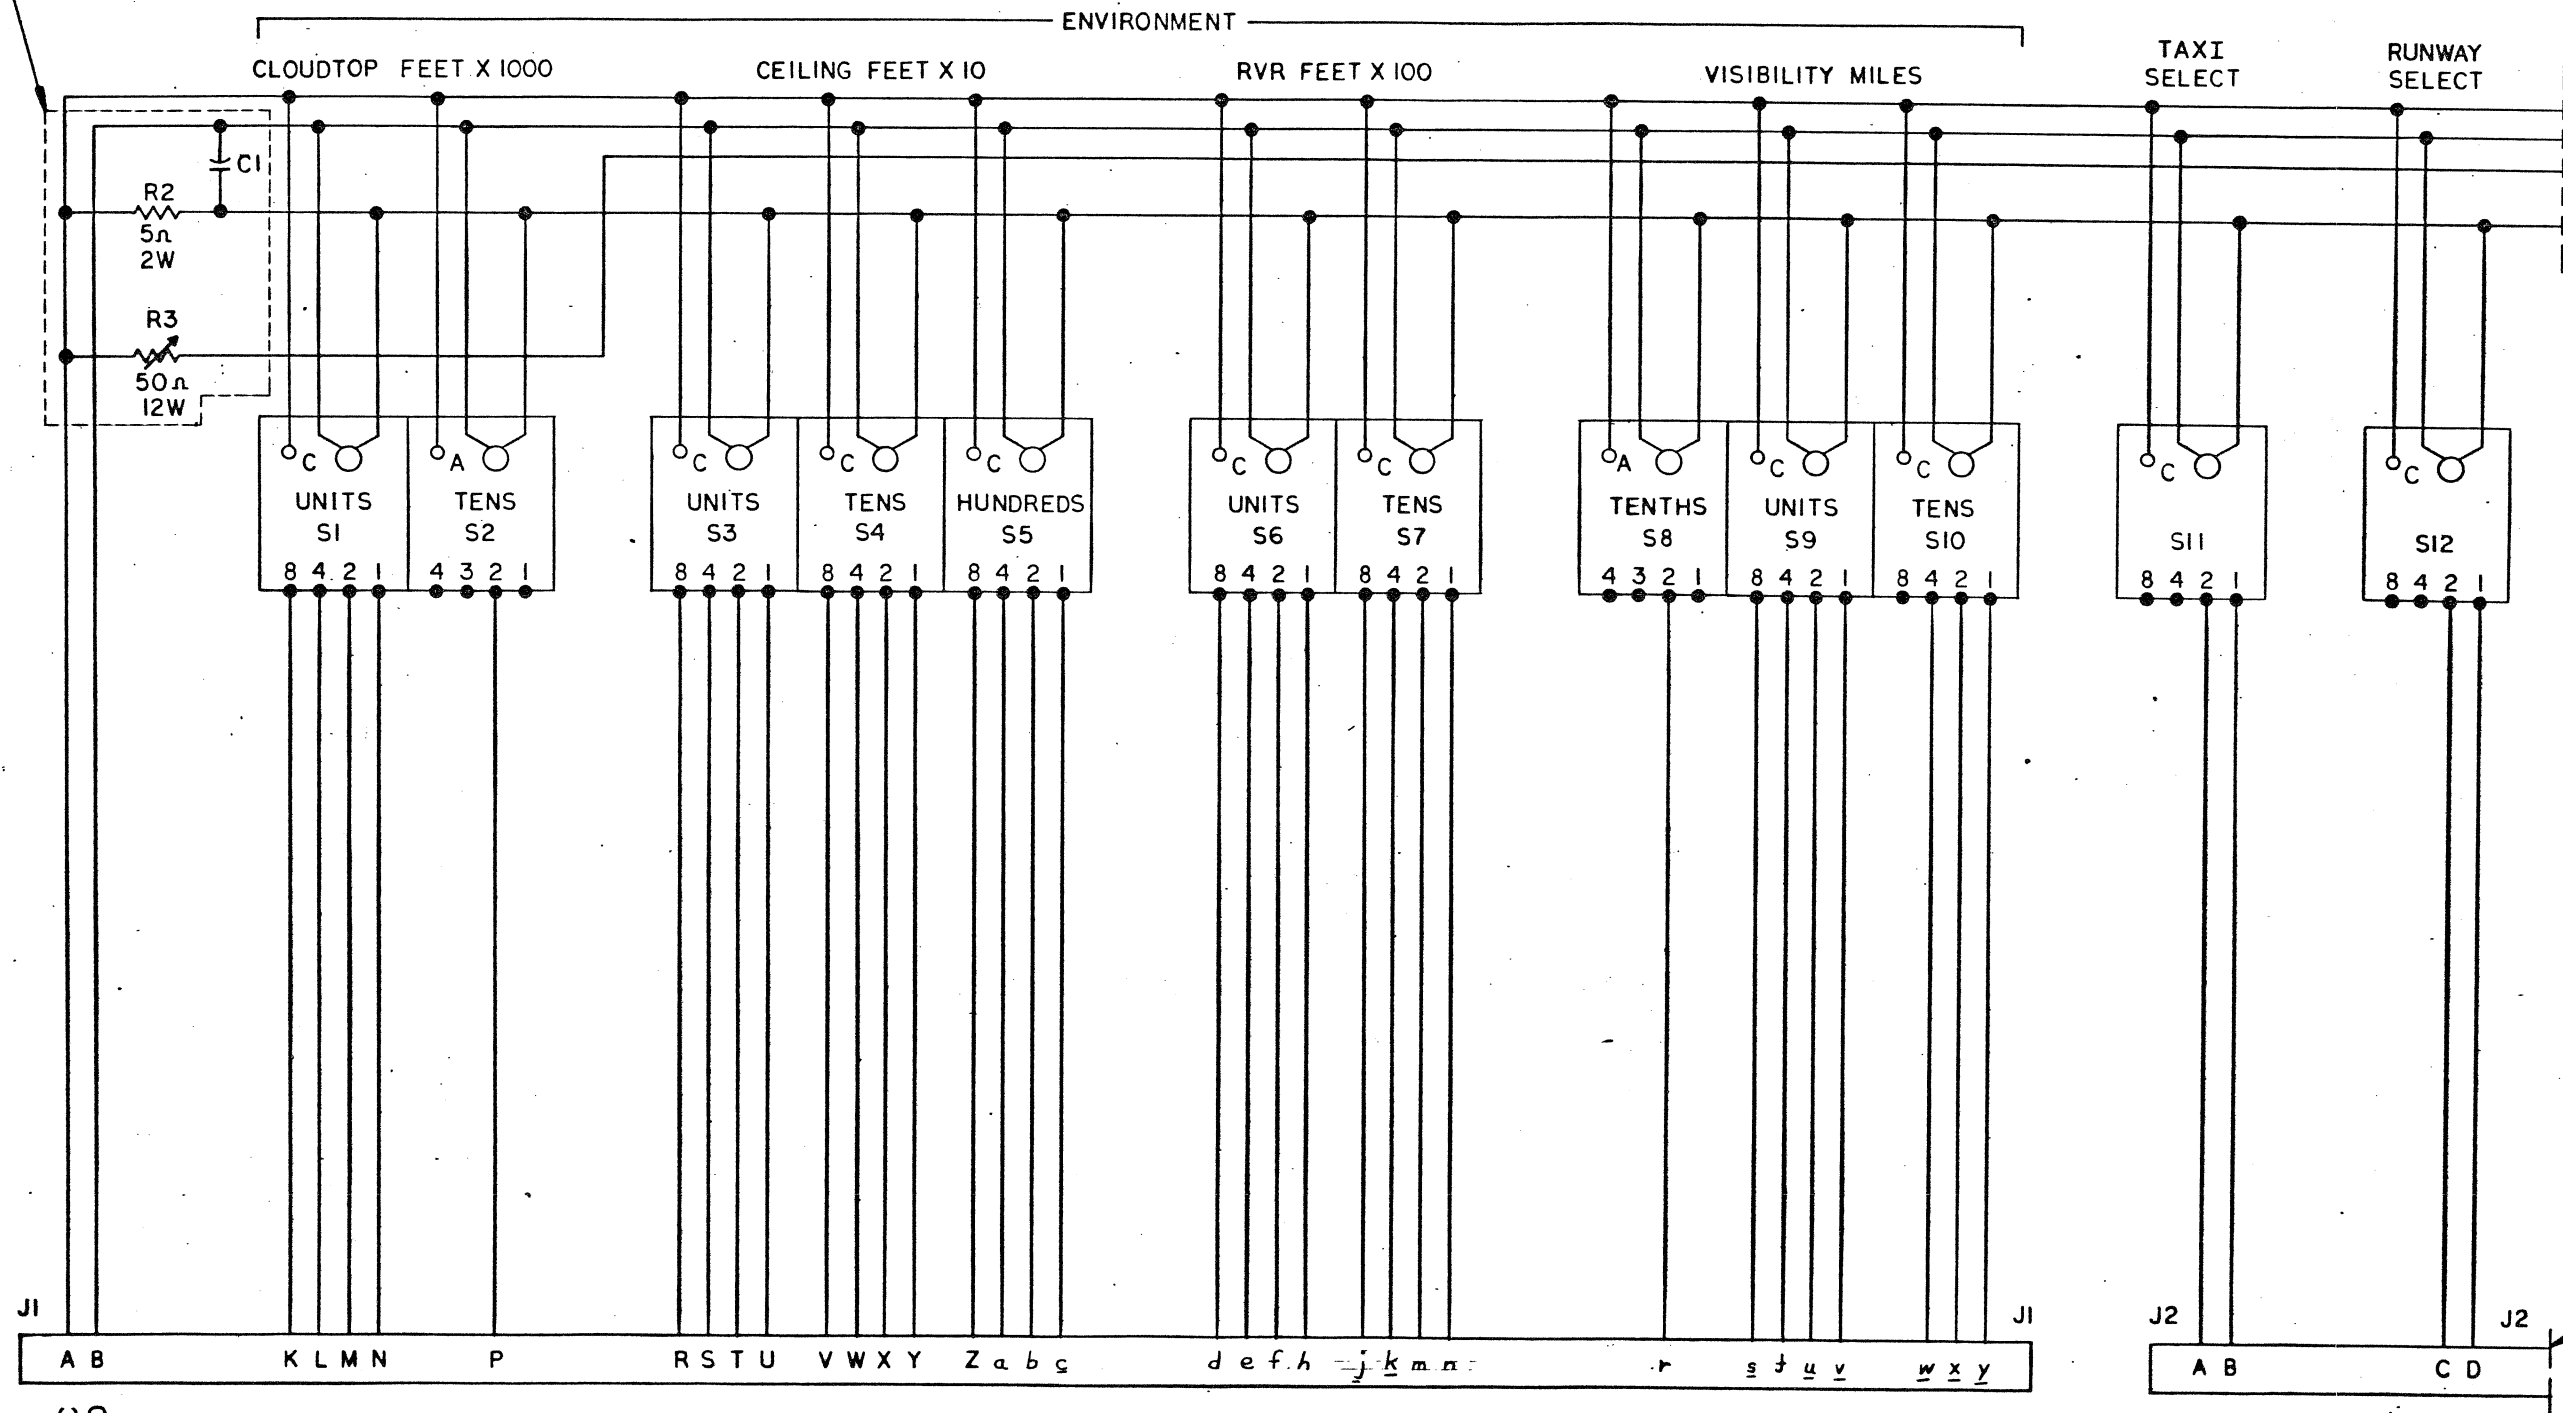 ENVIRONMENT
CLOUDTOP FEET X 1000
CEILING FEET X 10
RVR FEET X 100
VISIBILITY MILES
TAXI
SELECT
RUNWAY
SELECT
C1
R2
5Ω
2W
R3
50Ω
12W
C A C C C C C A C C C C
UNITS TENS UNITS TENS HUNDREDS UNITS TENS TENTHS UNITS TENS
S1 S2 S3 S4 S5 S6 S7 S8 S9 S10 S11 S12
8 4 2 1 4 3 2 1 8 4 2 1 8 4 2 1 8 4 2 1 8 4 2 1 8 4 2 1 4 3 2 1 8 4 2 1 8 4 2 1 8 4 2 1 8 4 2 1
J1 J1 J2 J2
A B K L M N P R S T U V W X Y Z a b c d e f h j k m n r s t u v w x y A B C D